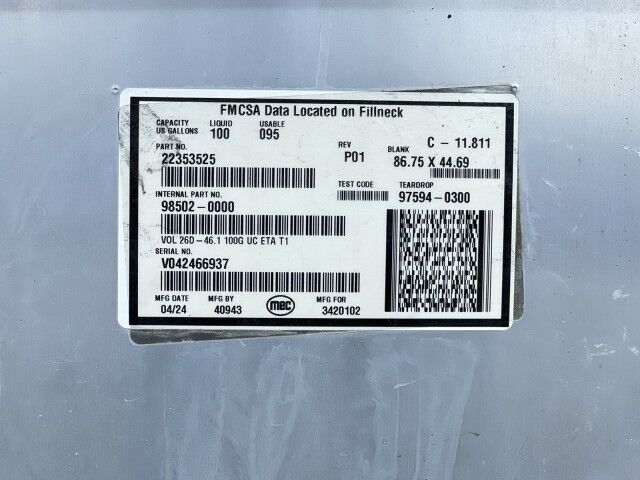 FMCSA Data Located on Fillneck
CAPACITY US GALLONS LIQUID 100 USABLE 095
PART NO.
22353525
REV P01
BLANK C - 11.811
86.75 X 44.69
INTERNAL PART NO.
98502-0000
TEST CODE
TEARDROP
97594-0300
VOL 26D-46.1 100G UC ETA T1
SERIAL NO.
V042466937
MFG DATE 04/24
MFG BY 40943
mec
MFG FOR 3420102